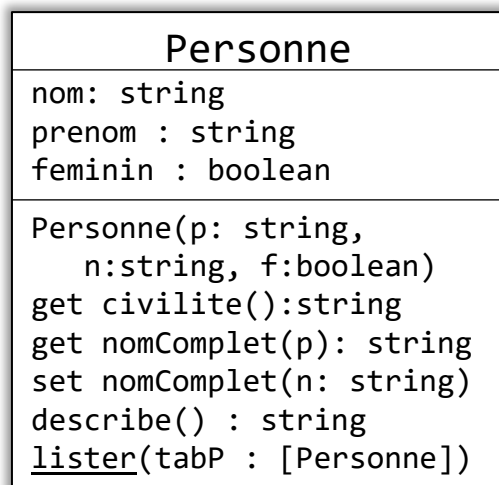 Personne
nom: string
prenom : string
feminin : boolean
Personne(p: string,
n:string, f:boolean)
get civilite():string
get nomComplet(p): string
set nomComplet(n: string)
describe() : string
lister(tabP : [Personne])